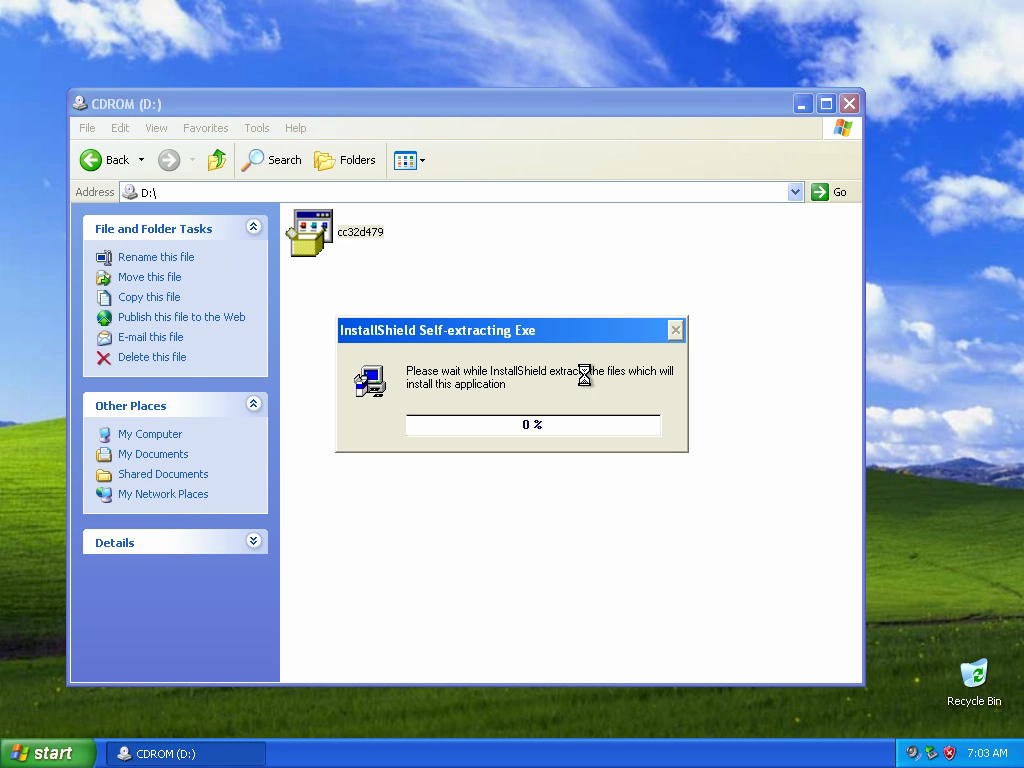 CDROM (D:)
File Edit View Favorites Tools Help
Back Search Folders
Address D:\ Go
File and Folder Tasks
Rename this file
Move this file
Copy this file
Publish this file to the Web
E-mail this file
Delete this file
Other Places
My Computer
My Documents
Shared Documents
My Network Places
Details
cc32d479
InstallShield Self-extracting Exe
Please wait while InstallShield extracts the files which will
install this application
0 %
Recycle Bin
start CDROM (D:) 7:03 AM